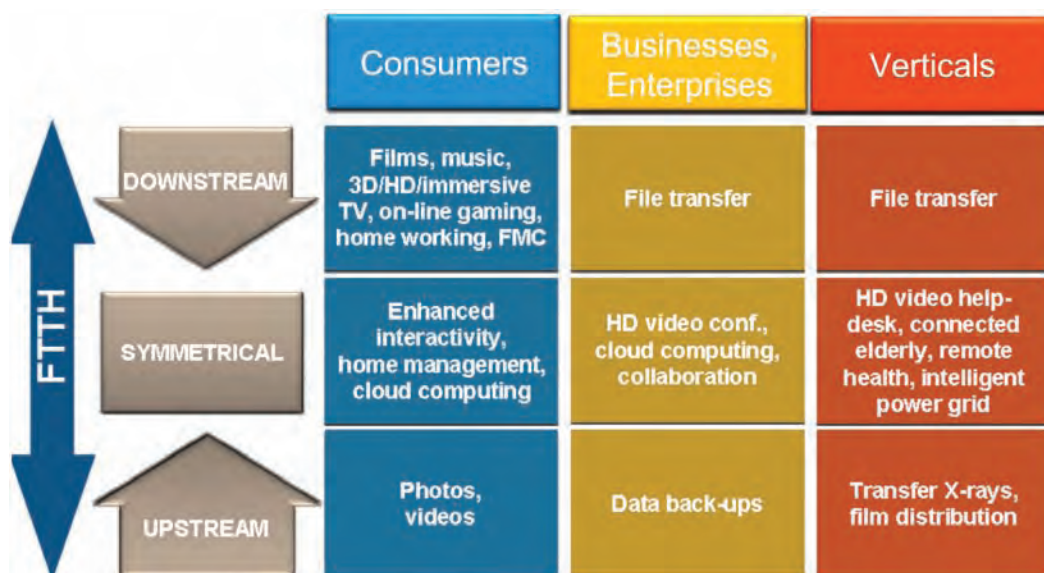 Consumers
Businesses,
Enterprises
Verticals
FTTH
DOWNSTREAM
Films, music,
3D/HD/immersive
TV, on-line gaming,
home working, FMC
File transfer
File transfer
SYMMETRICAL
Enhanced
interactivity,
home management,
cloud computing
HD video conf.,
cloud computing,
collaboration
HD video help-
desk, connected
elderly, remote
health, intelligent
power grid
UPSTREAM
Photos,
videos
Data back-ups
Transfer X-rays,
film distribution